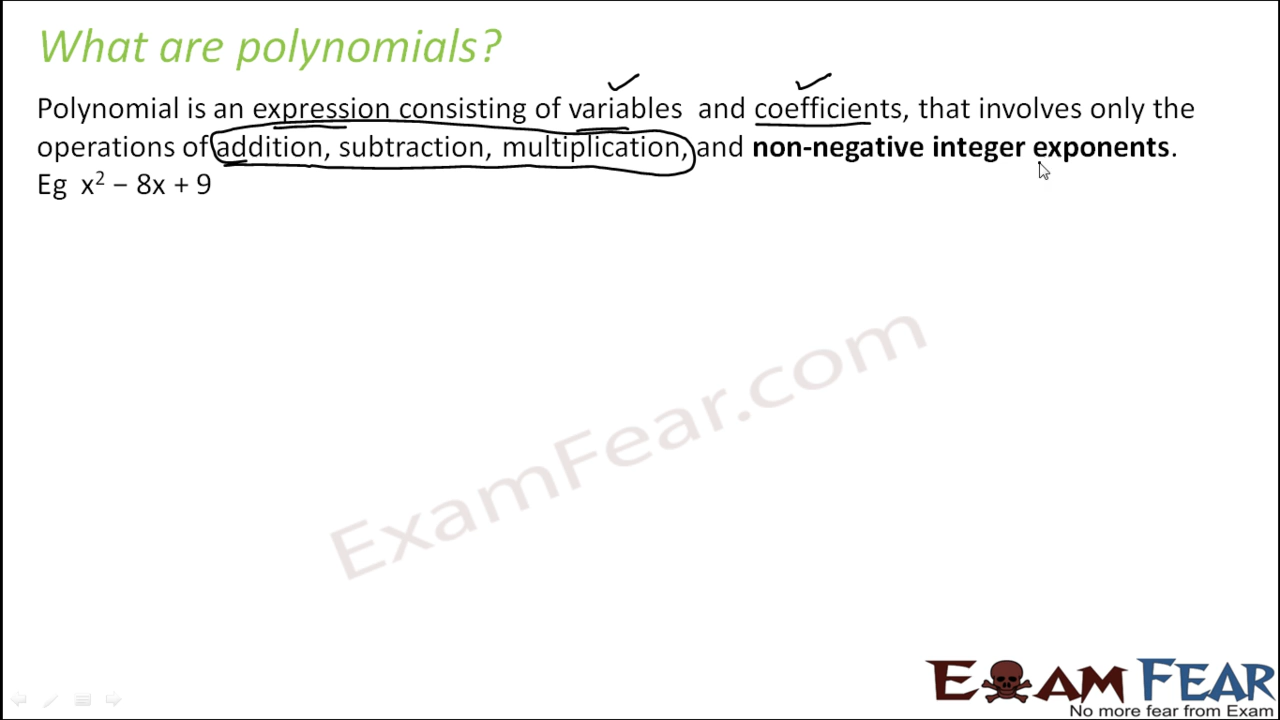 What are polynomials?
Polynomial is an expression consisting of variables and coefficients, that involves only the
operations of addition, subtraction, multiplication, and non-negative integer exponents.
Eg x² − 8x + 9
ExamFear.com
EXAM FEAR
No more fear from Exam